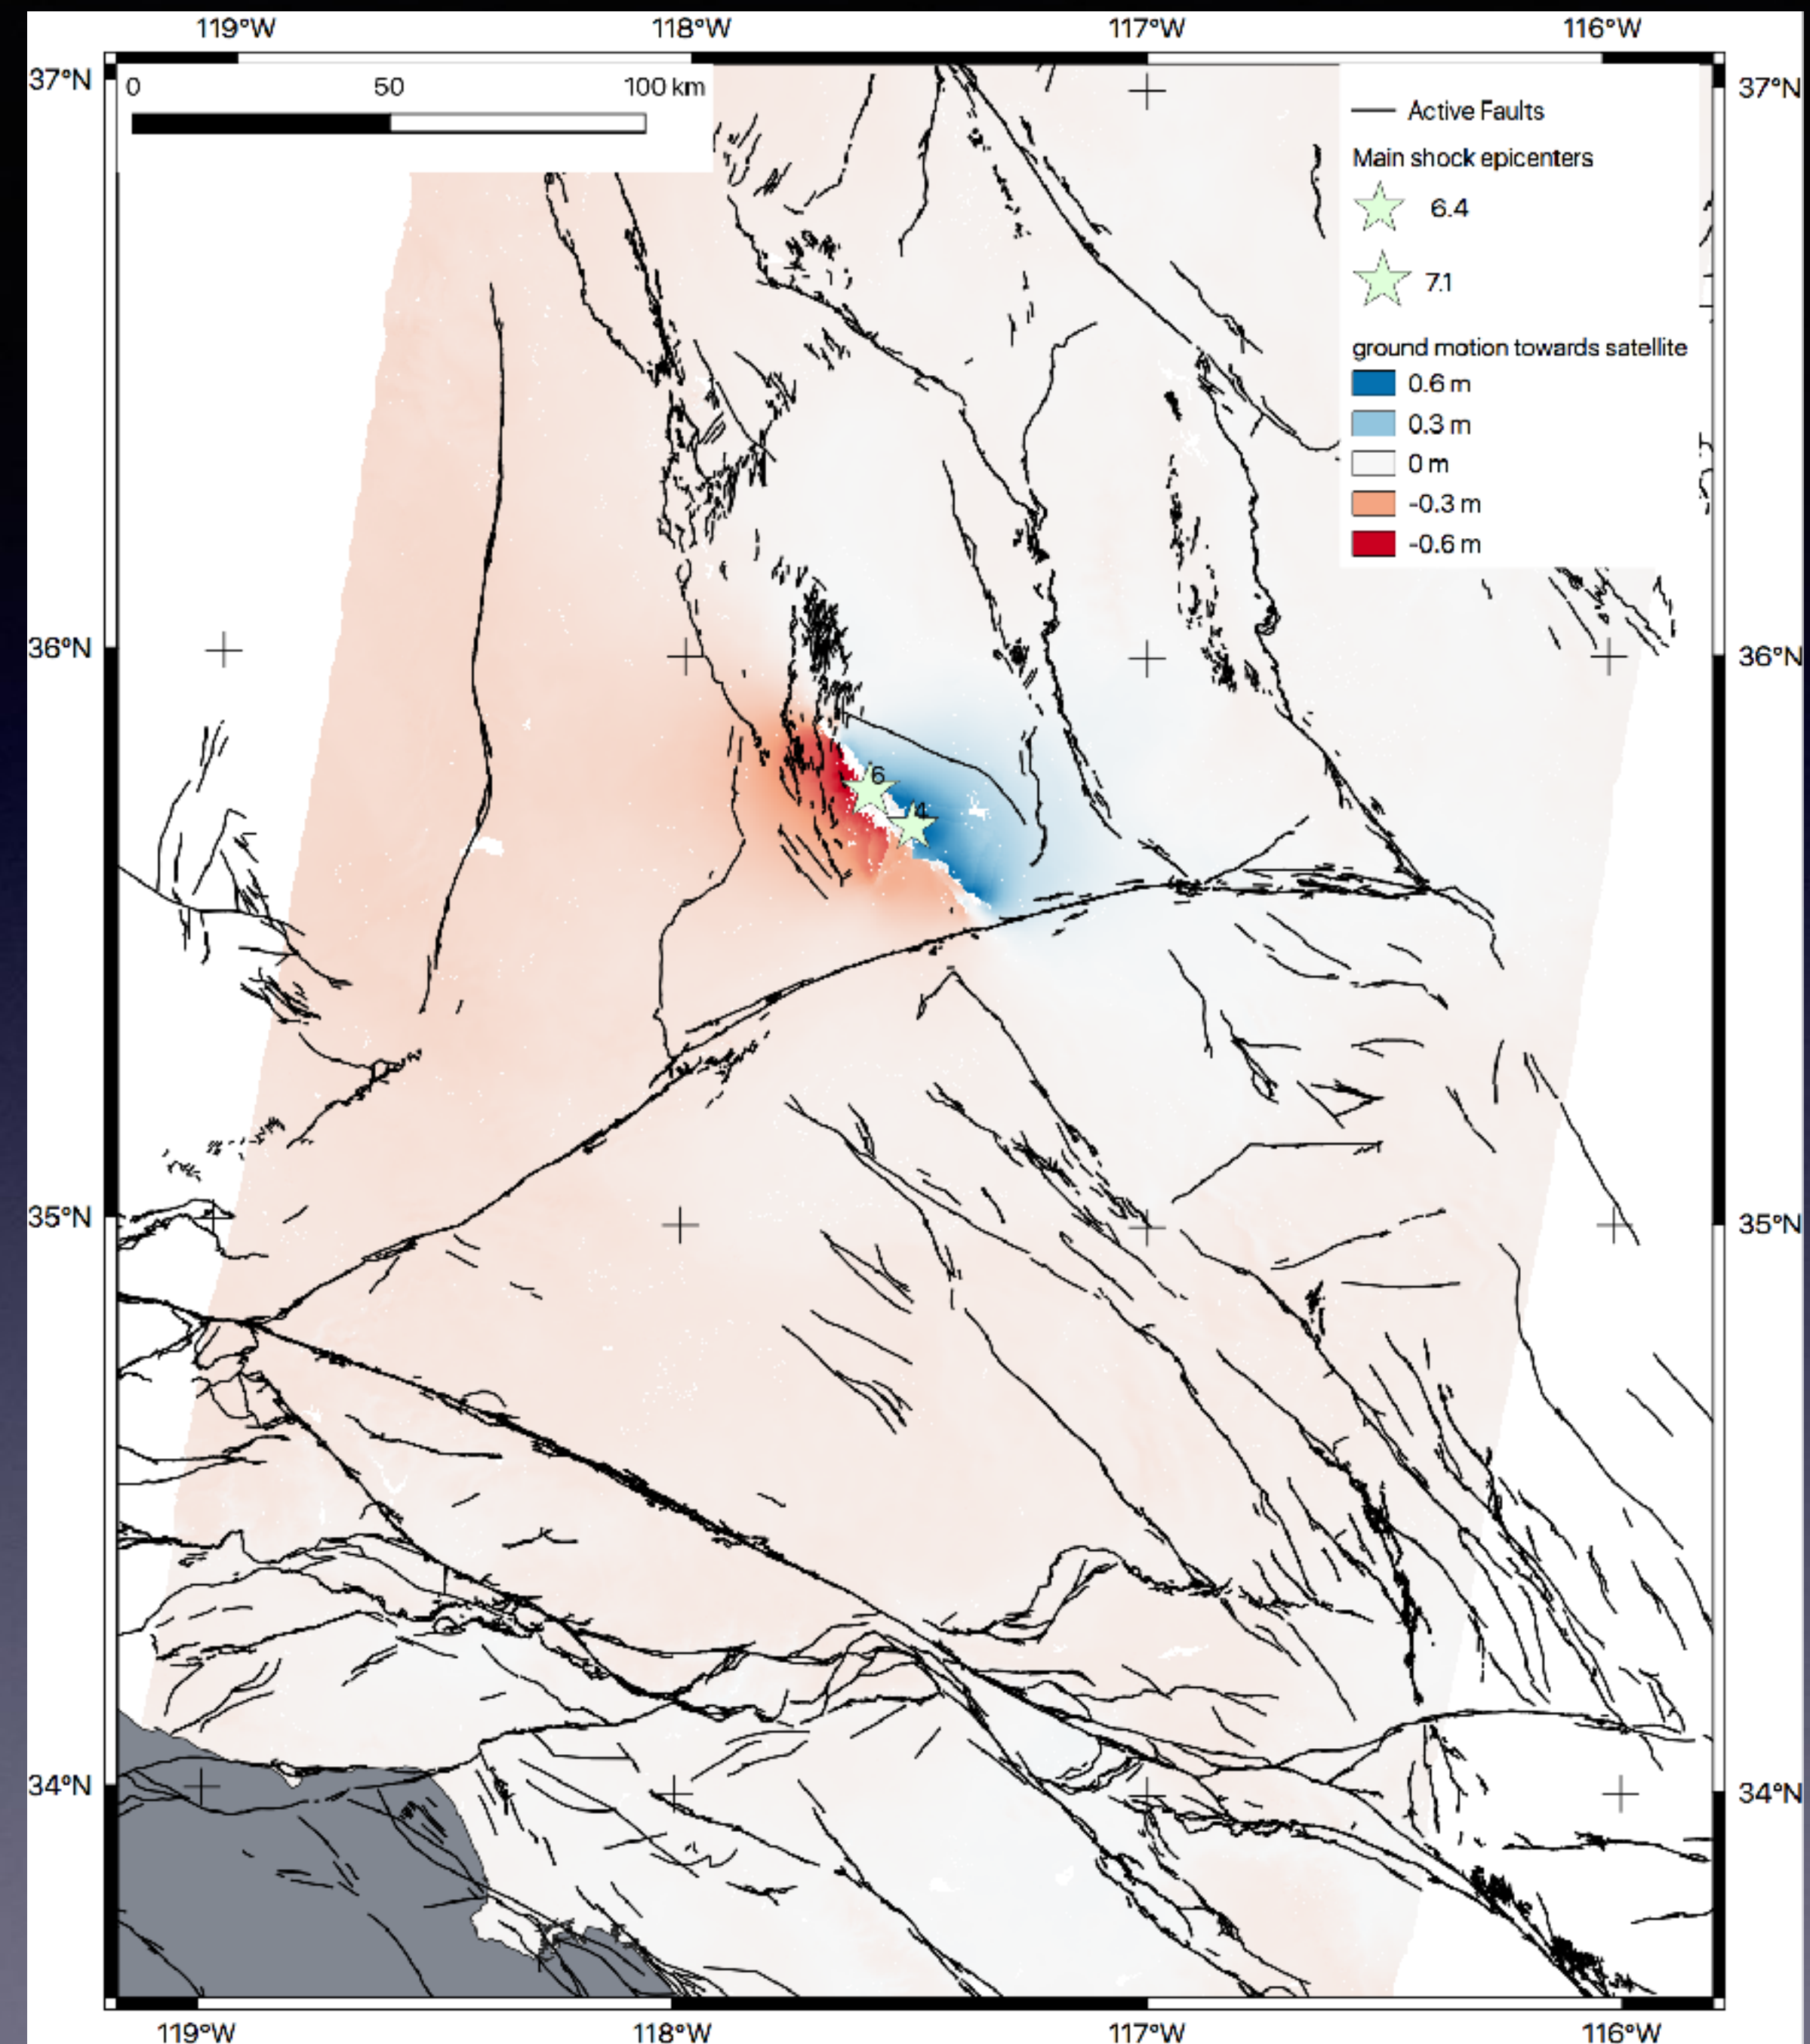 119°W 118°W 117°W 116°W
37°N 37°N
0 50 100 km
Active Faults
Main shock epicenters
6.4
7.1
ground motion towards satellite
0.6 m
0.3 m
0 m
-0.3 m
-0.6 m
36°N 36°N
6
4
35°N 35°N
34°N 34°N
119°W 118°W 117°W 116°W